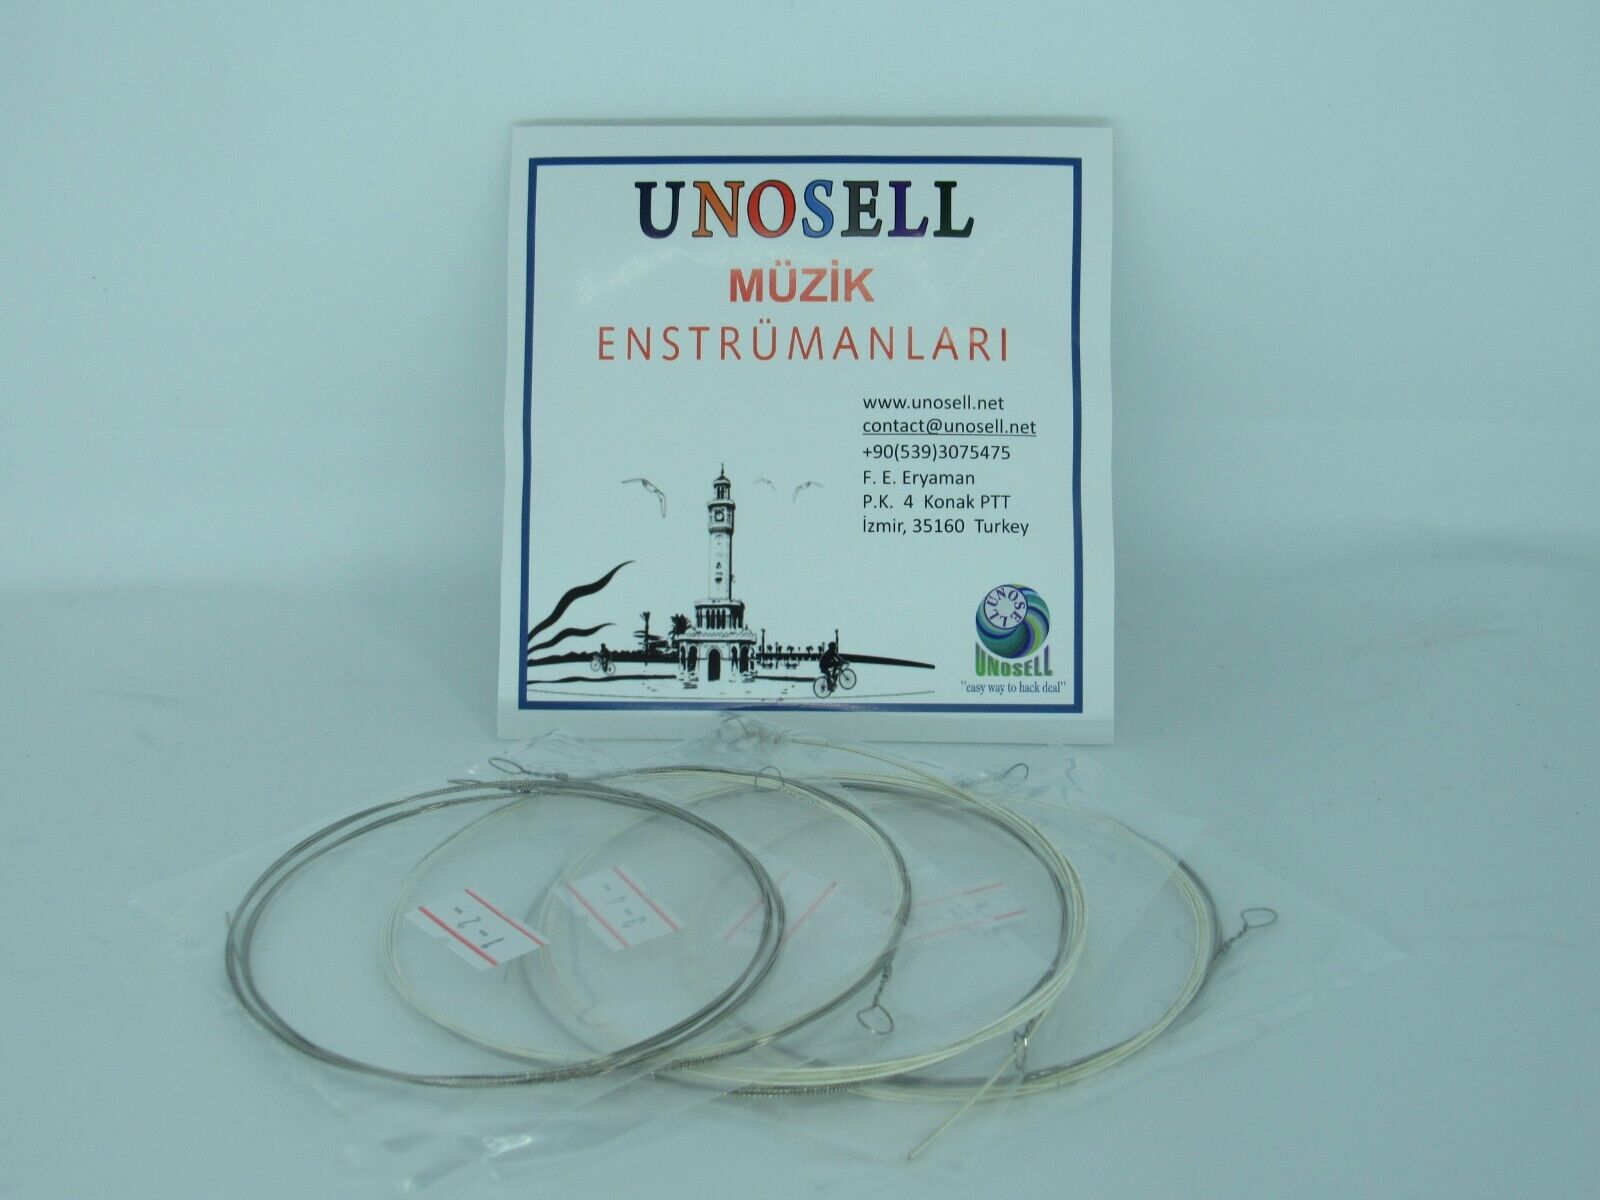 UNOSELL
MÜZİK
ENSTRÜMANLARI
www.unosell.net
contact@unosell.net
+90(539)3075475
F. E. Eryaman
P.K. 4 Konak PTT
İzmir, 35160 Turkey
UNOSELL
UNOSELL
"easy way to hack deal"